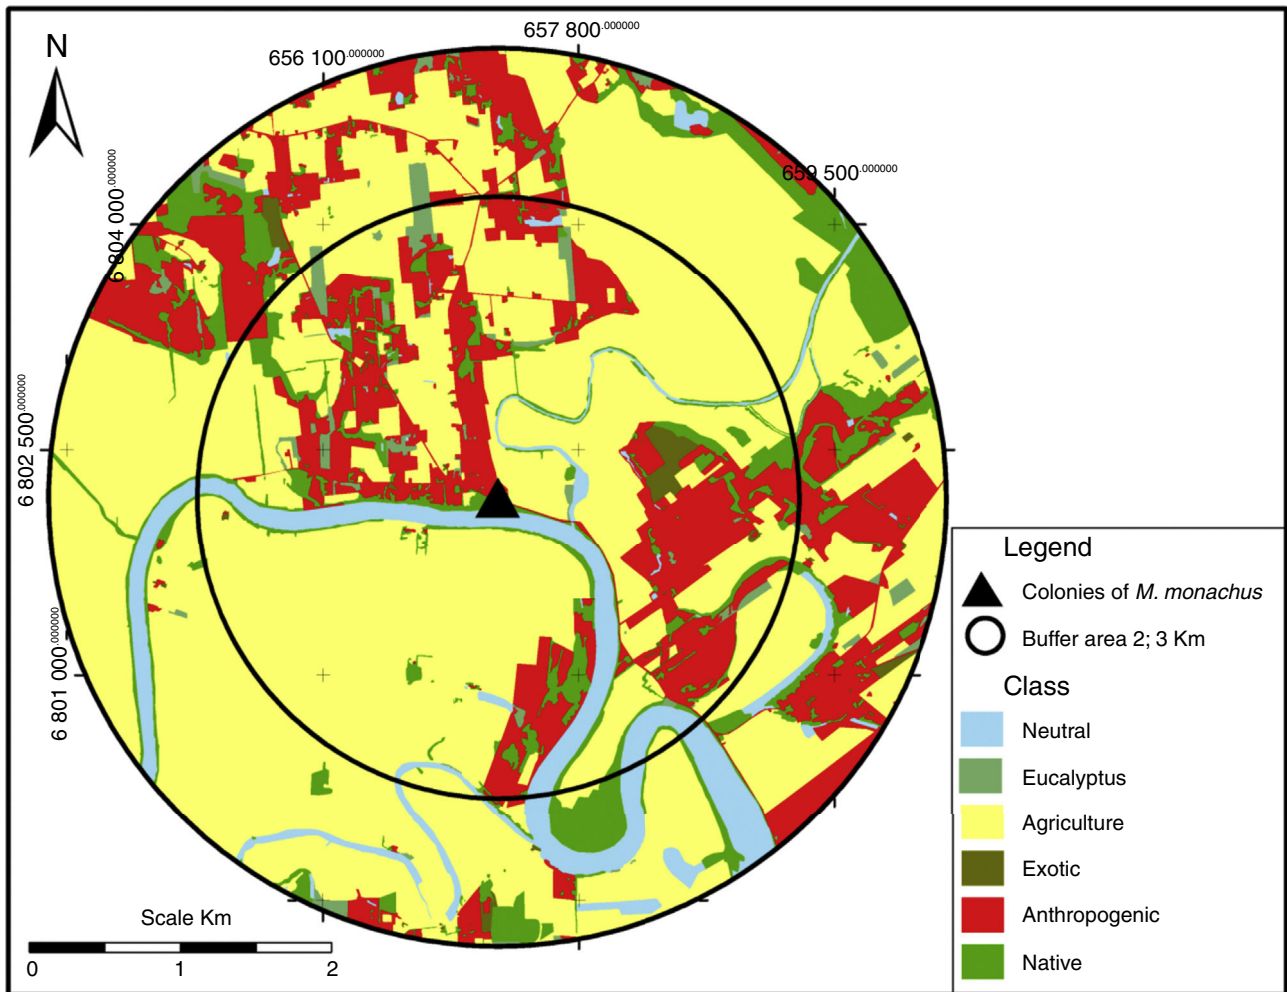 657 800.000000
N
656 100.000000
659 500.000000
6 804 000.000000
6 802 500.000000
6 801 000.000000
Legend
Colonies of M. monachus
Buffer area 2; 3 Km
Class
Neutral
Eucalyptus
Agriculture
Exotic
Anthropogenic
Native
Scale Km
0 1 2